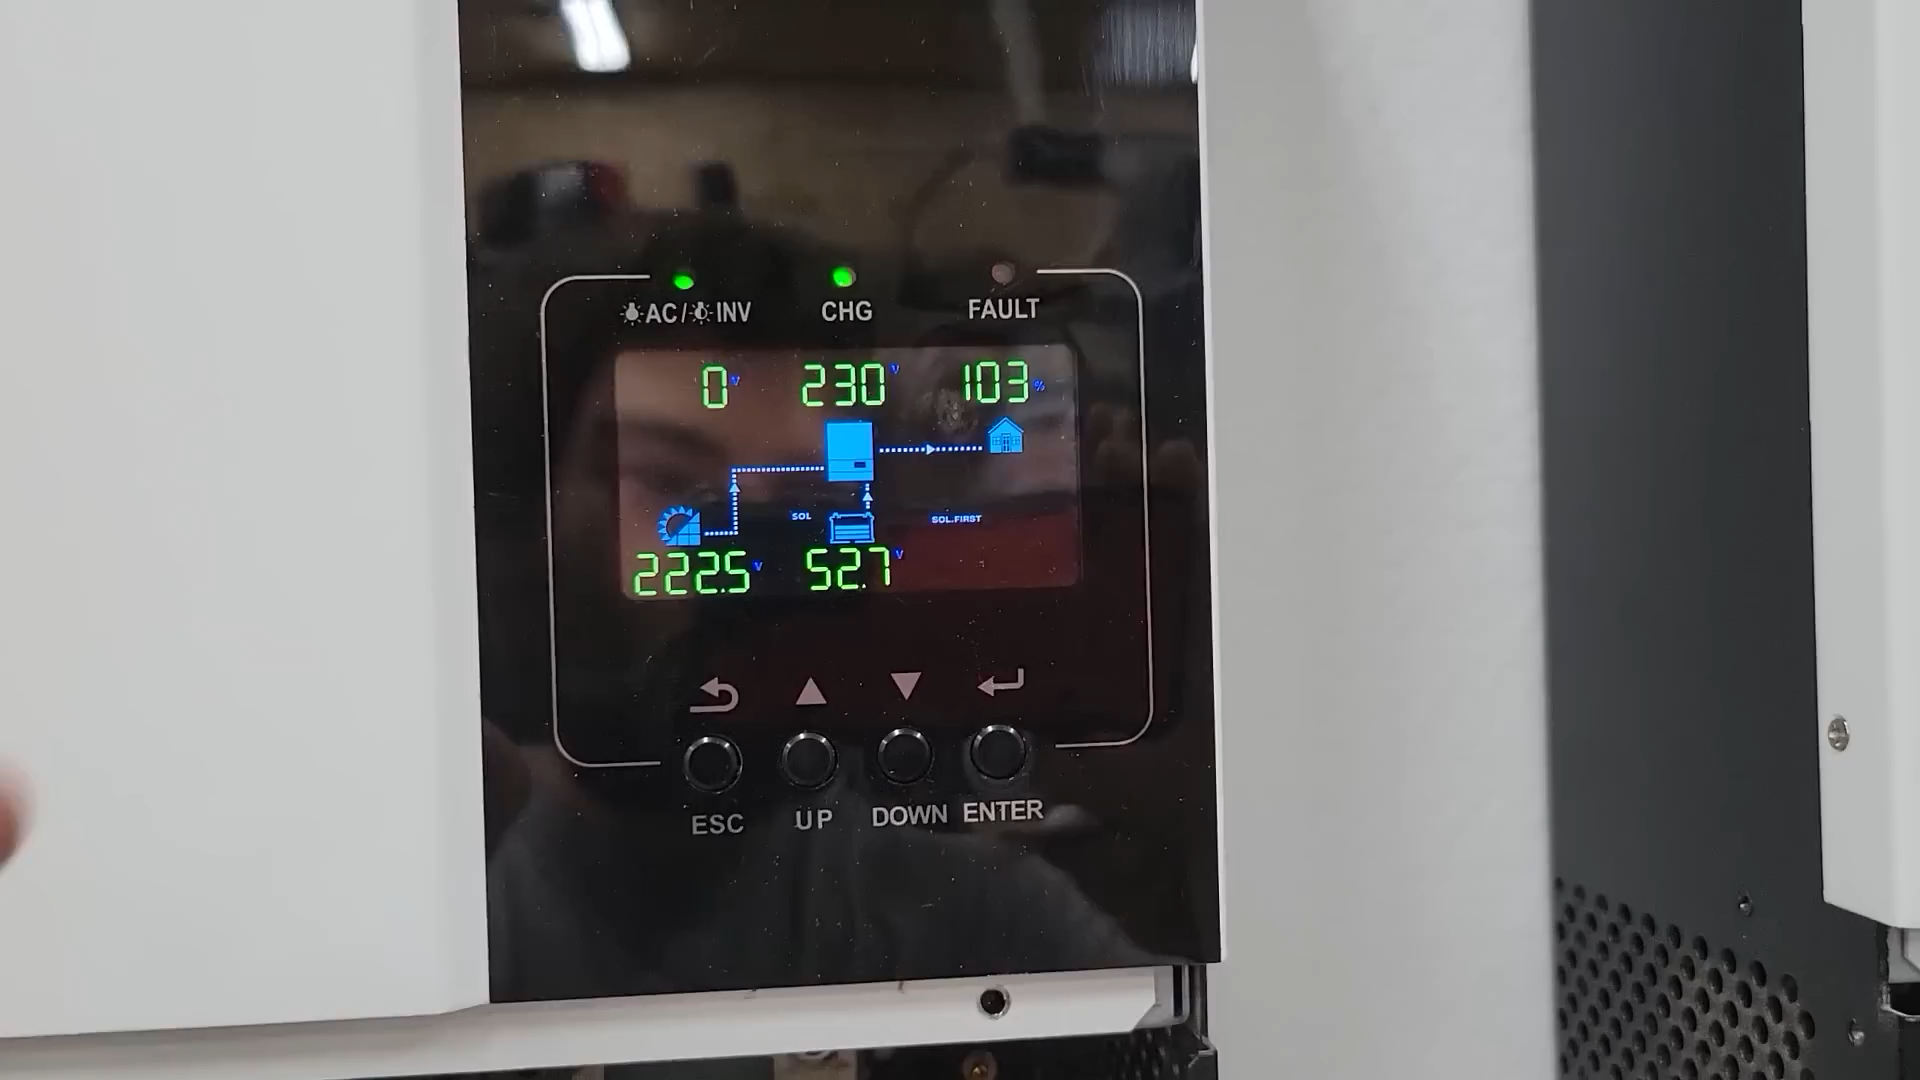 AC/ INV CHG FAULT
0V 230V 103%
SOL SOL.FIRST
222.5V 52.7V
ESC UP DOWN ENTER